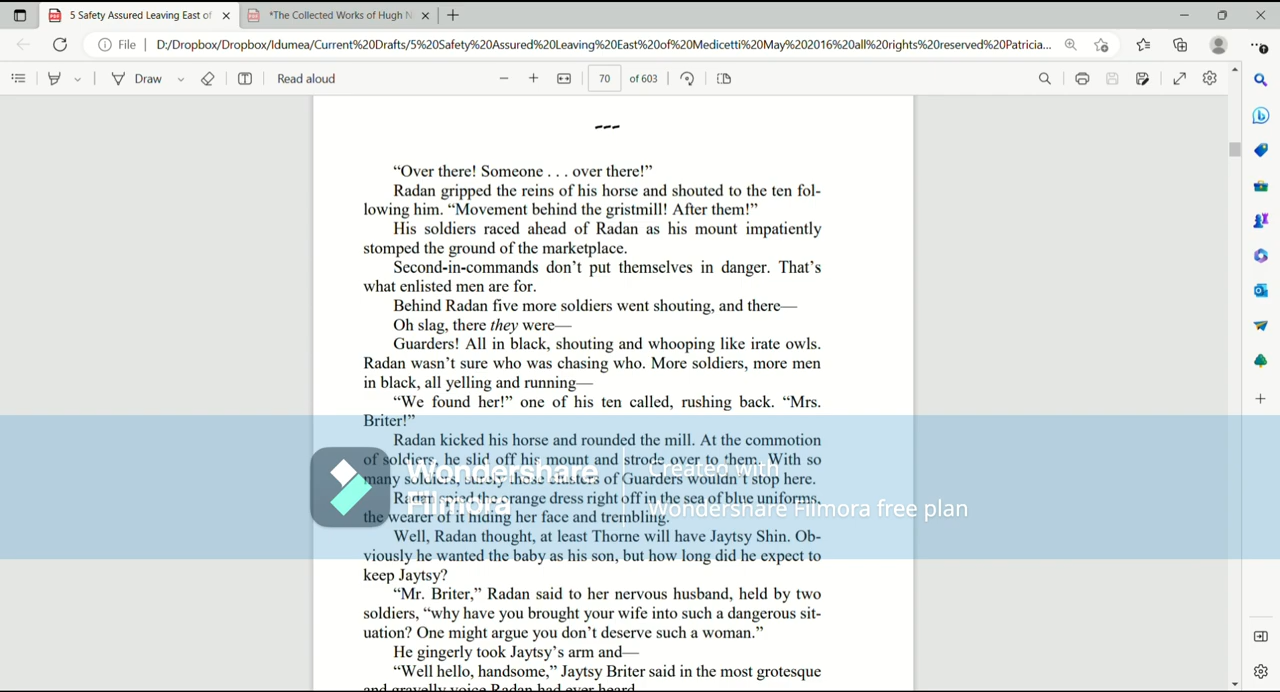 5 Safety Assured Leaving East of
*The Collected Works of Hugh N
File
D:/Dropbox/Dropbox/Idumea/Current%20Drafts/5%20Safety%20Assured%20Leaving%20East%20of%20Medicetti%20May%202016%20all%20rights%20reserved%20Patricia...
Draw
Read aloud
70 of 603
---
“Over there! Someone . . . over there!”
Radan gripped the reins of his horse and shouted to the ten fol-
lowing him. “Movement behind the gristmill! After them!”
His soldiers raced ahead of Radan as his mount impatiently
stomped the ground of the marketplace.
Second-in-commands don’t put themselves in danger. That’s
what enlisted men are for.
Behind Radan five more soldiers went shouting, and there—
Oh slag, there they were—
Guarders! All in black, shouting and whooping like irate owls.
Radan wasn’t sure who was chasing who. More soldiers, more men
in black, all yelling and running—
“We found her!” one of his ten called, rushing back. “Mrs.
Briter!”
Radan kicked his horse and rounded the mill. At the commotion
of soldiers, he slid off his mount and strode over to them. With so
many soldiers, surely those clusters of Guarders wouldn’t stop here.
Radan spied the orange dress right off in the sea of blue uniforms,
the wearer of it hiding her face and trembling.
Wondershare
Filmora
Created with
Wondershare Filmora free plan
Well, Radan thought, at least Thorne will have Jaytsy Shin. Ob-
viously he wanted the baby as his son, but how long did he expect to
keep Jaytsy?
“Mr. Briter,” Radan said to her nervous husband, held by two
soldiers, “why have you brought your wife into such a dangerous sit-
uation? One might argue you don’t deserve such a woman.”
He gingerly took Jaytsy’s arm and—
“Well hello, handsome,” Jaytsy Briter said in the most grotesque
and gravelly voice Radan had ever heard.